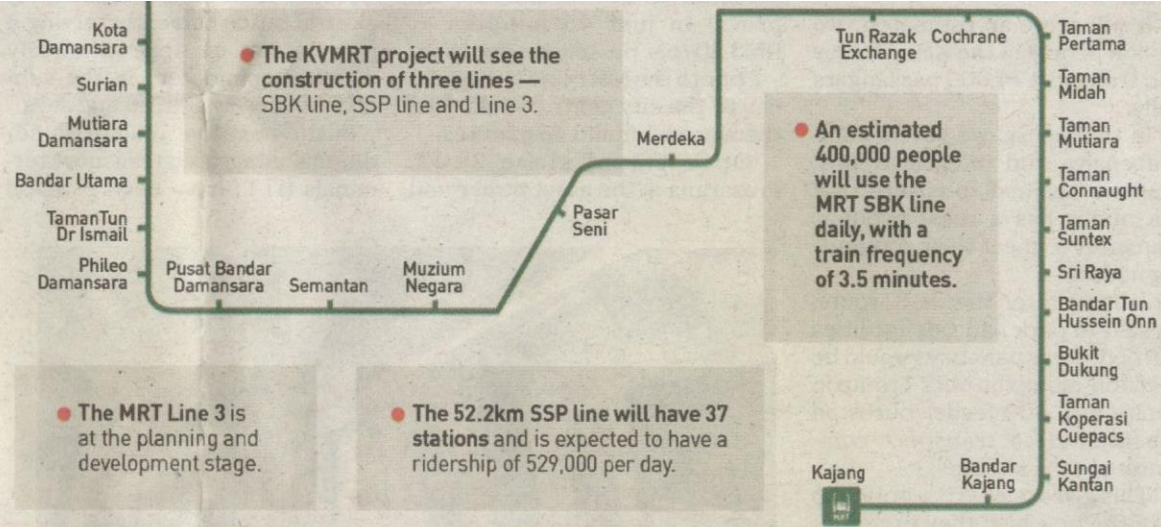 Kota
Damansara
Surian
Mutiara
Damansara
Bandar Utama
TamanTun
Dr Ismail
Phileo
Damansara
Pusat Bandar
Damansara
Semantan
Muzium
Negara
Pasar
Seni
Merdeka
Tun Razak
Exchange
Cochrane
Taman
Pertama
Taman
Midah
Taman
Mutiara
Taman
Connaught
Taman
Suntex
Sri Raya
Bandar Tun
Hussein Onn
Bukit
Dukung
Taman
Koperasi
Cuepacs
Sungai
Kantan
Bandar
Kajang
Kajang
MRT
The KVMRT project will see the
construction of three lines —
SBK line, SSP line and Line 3.
An estimated
400,000 people
will use the
MRT SBK line
daily, with a
train frequency
of 3.5 minutes.
The MRT Line 3 is
at the planning and
development stage.
The 52.2km SSP line will have 37
stations and is expected to have a
ridership of 529,000 per day.